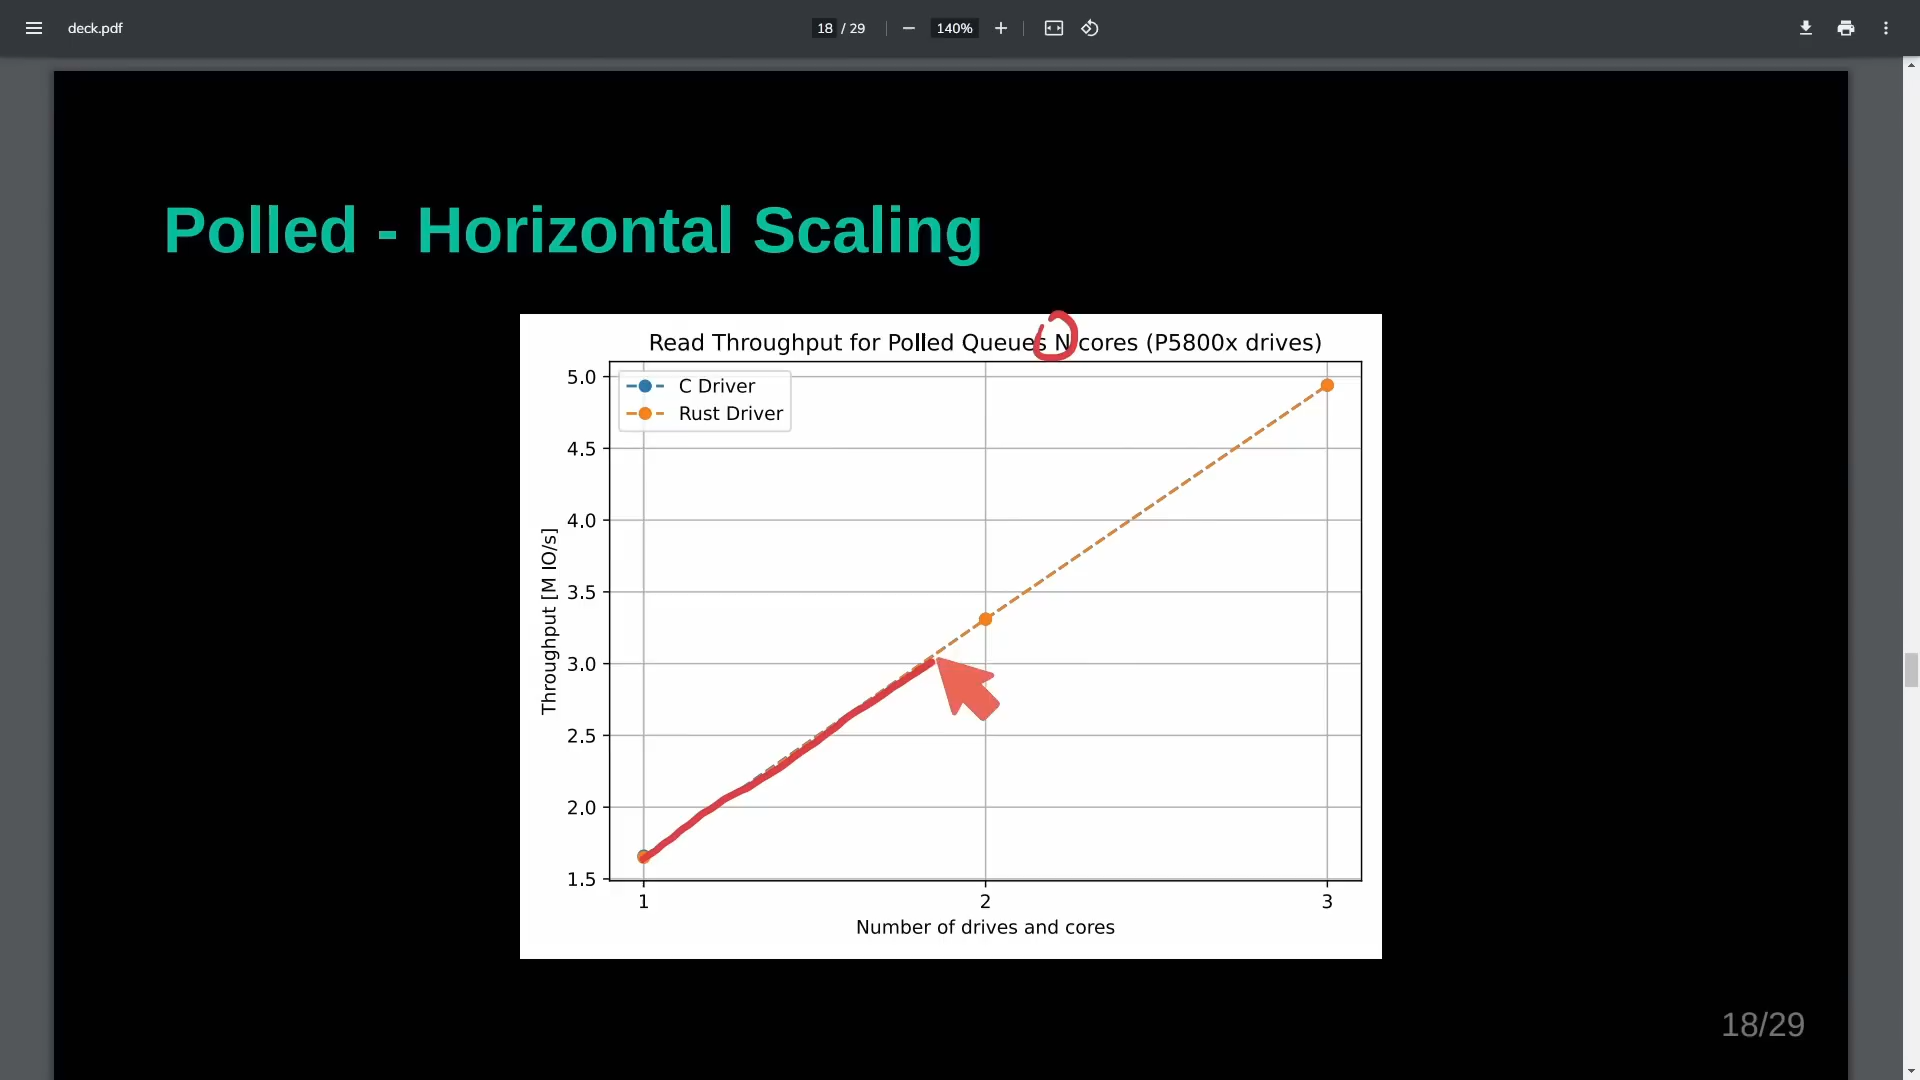 deck.pdf
18 / 29
140%
Polled - Horizontal Scaling
Read Throughput for Polled Queues N cores (P5800x drives)
C Driver
Rust Driver
5.0
4.5
4.0
3.5
3.0
2.5
2.0
1.5
Throughput [M IO/s]
1 2 3
Number of drives and cores
18/29